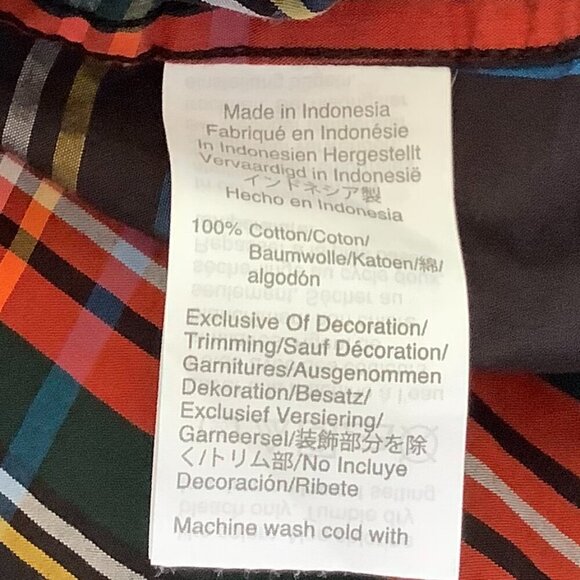 Made in Indonesia
Fabriqué en Indonésie
In Indonesien Hergestellt
Vervaardigd in Indonesië
インドネシア製
Hecho en Indonesia
100% Cotton/Coton/
Baumwolle/Katoen/綿/
algodón
Exclusive Of Decoration/
Trimming/Sauf Décoration/
Garnitures/Ausgenommen
Dekoration/Besatz/
Exclusief Versiering/
Garneersel/装飾部分を除
く/トリム部/No Incluye
Decoración/Ribete
Machine wash cold with